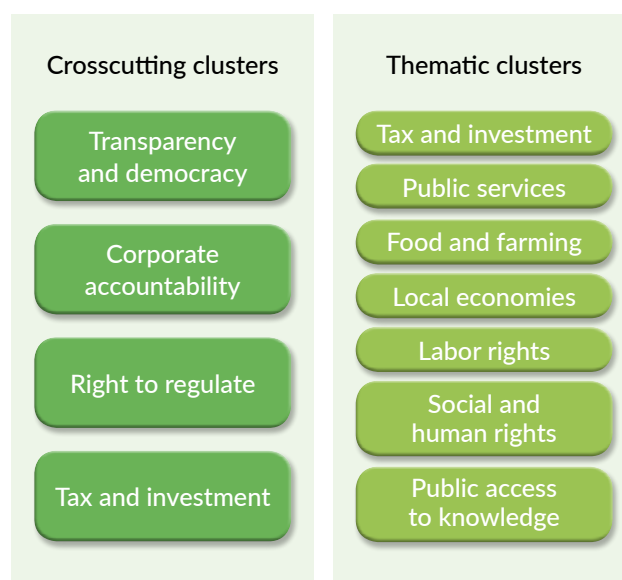 Crosscutting clusters
Transparency
and democracy
Corporate
accountability
Right to regulate
Tax and investment
Thematic clusters
Tax and investment
Public services
Food and farming
Local economies
Labor rights
Social and
human rights
Public access
to knowledge